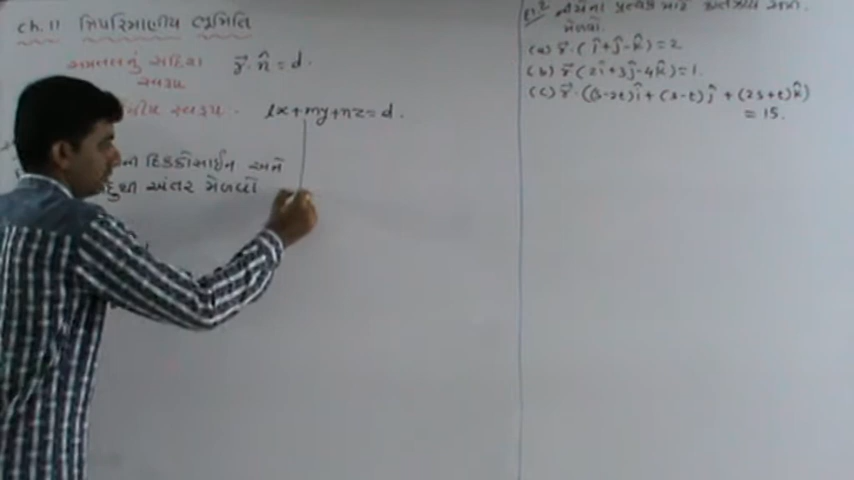 Ch. 11 ત્રિપરિમાણીય ભૂમિતિ
સમતલનું સદિશ r⃗ · n̂ = d.
સ્વરૂપ
સ્વરૂપ · lx+my+nz=d.
દિક્કોસાઈન અને
અંતર મેળવો
નીચેના પ્રત્યેક માટે
મેળવો.
(a) r⃗ · (î+ĵ-k̂) = 2
(b) r⃗ (2î+3ĵ-4k̂) = 1.
(c) r⃗ · (s-2t)î + (3-t)ĵ + (2s+t)k̂)
= 15.